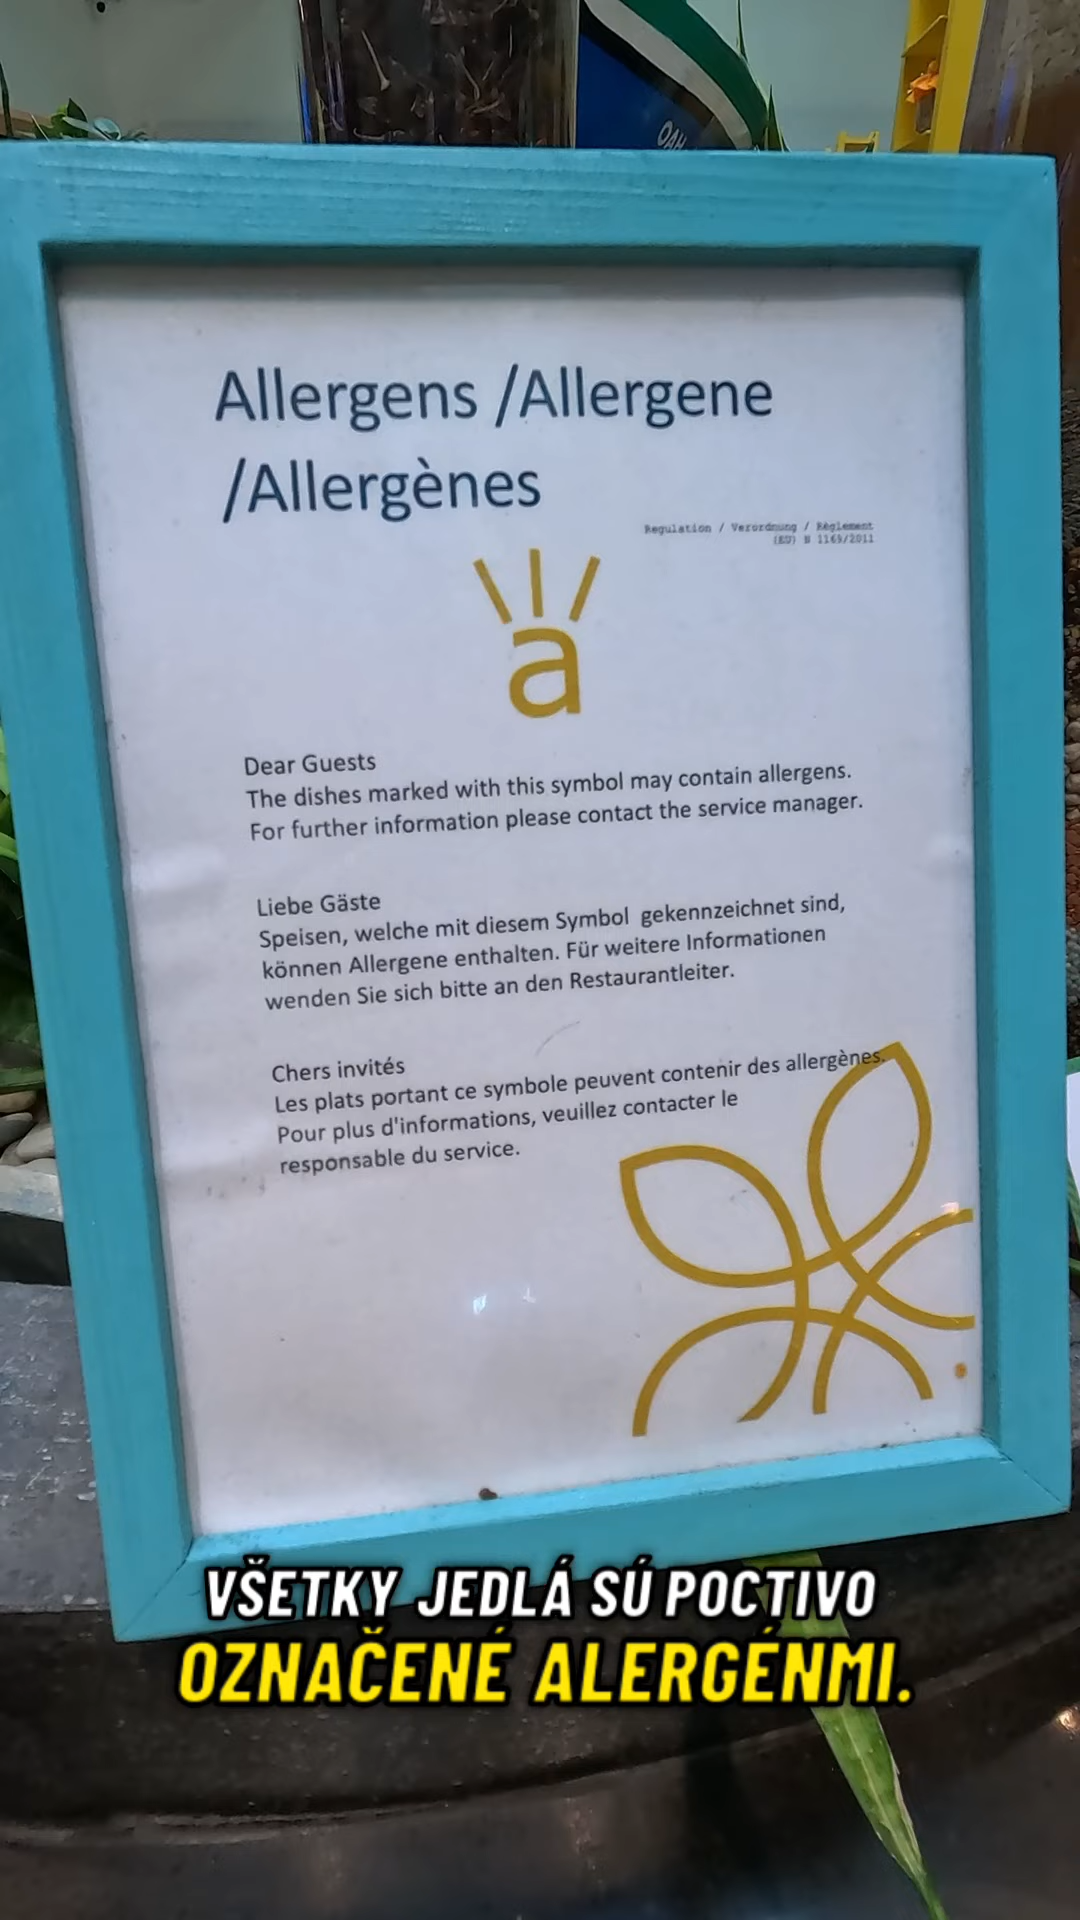 OAH
Allergens /Allergene
/Allergènes
Regulation / Verordnung / Règlement
(EU) N 1169/2011
a
Dear Guests
The dishes marked with this symbol may contain allergens.
For further information please contact the service manager.
Liebe Gäste
Speisen, welche mit diesem Symbol gekennzeichnet sind,
können Allergene enthalten. Für weitere Informationen
wenden Sie sich bitte an den Restaurantleiter.
Chers invités
Les plats portant ce symbole peuvent contenir des allergènes.
Pour plus d'informations, veuillez contacter le
responsable du service.
VŠETKY JEDLÁ SÚ POCTIVO
OZNAČENÉ ALERGÉNMI.